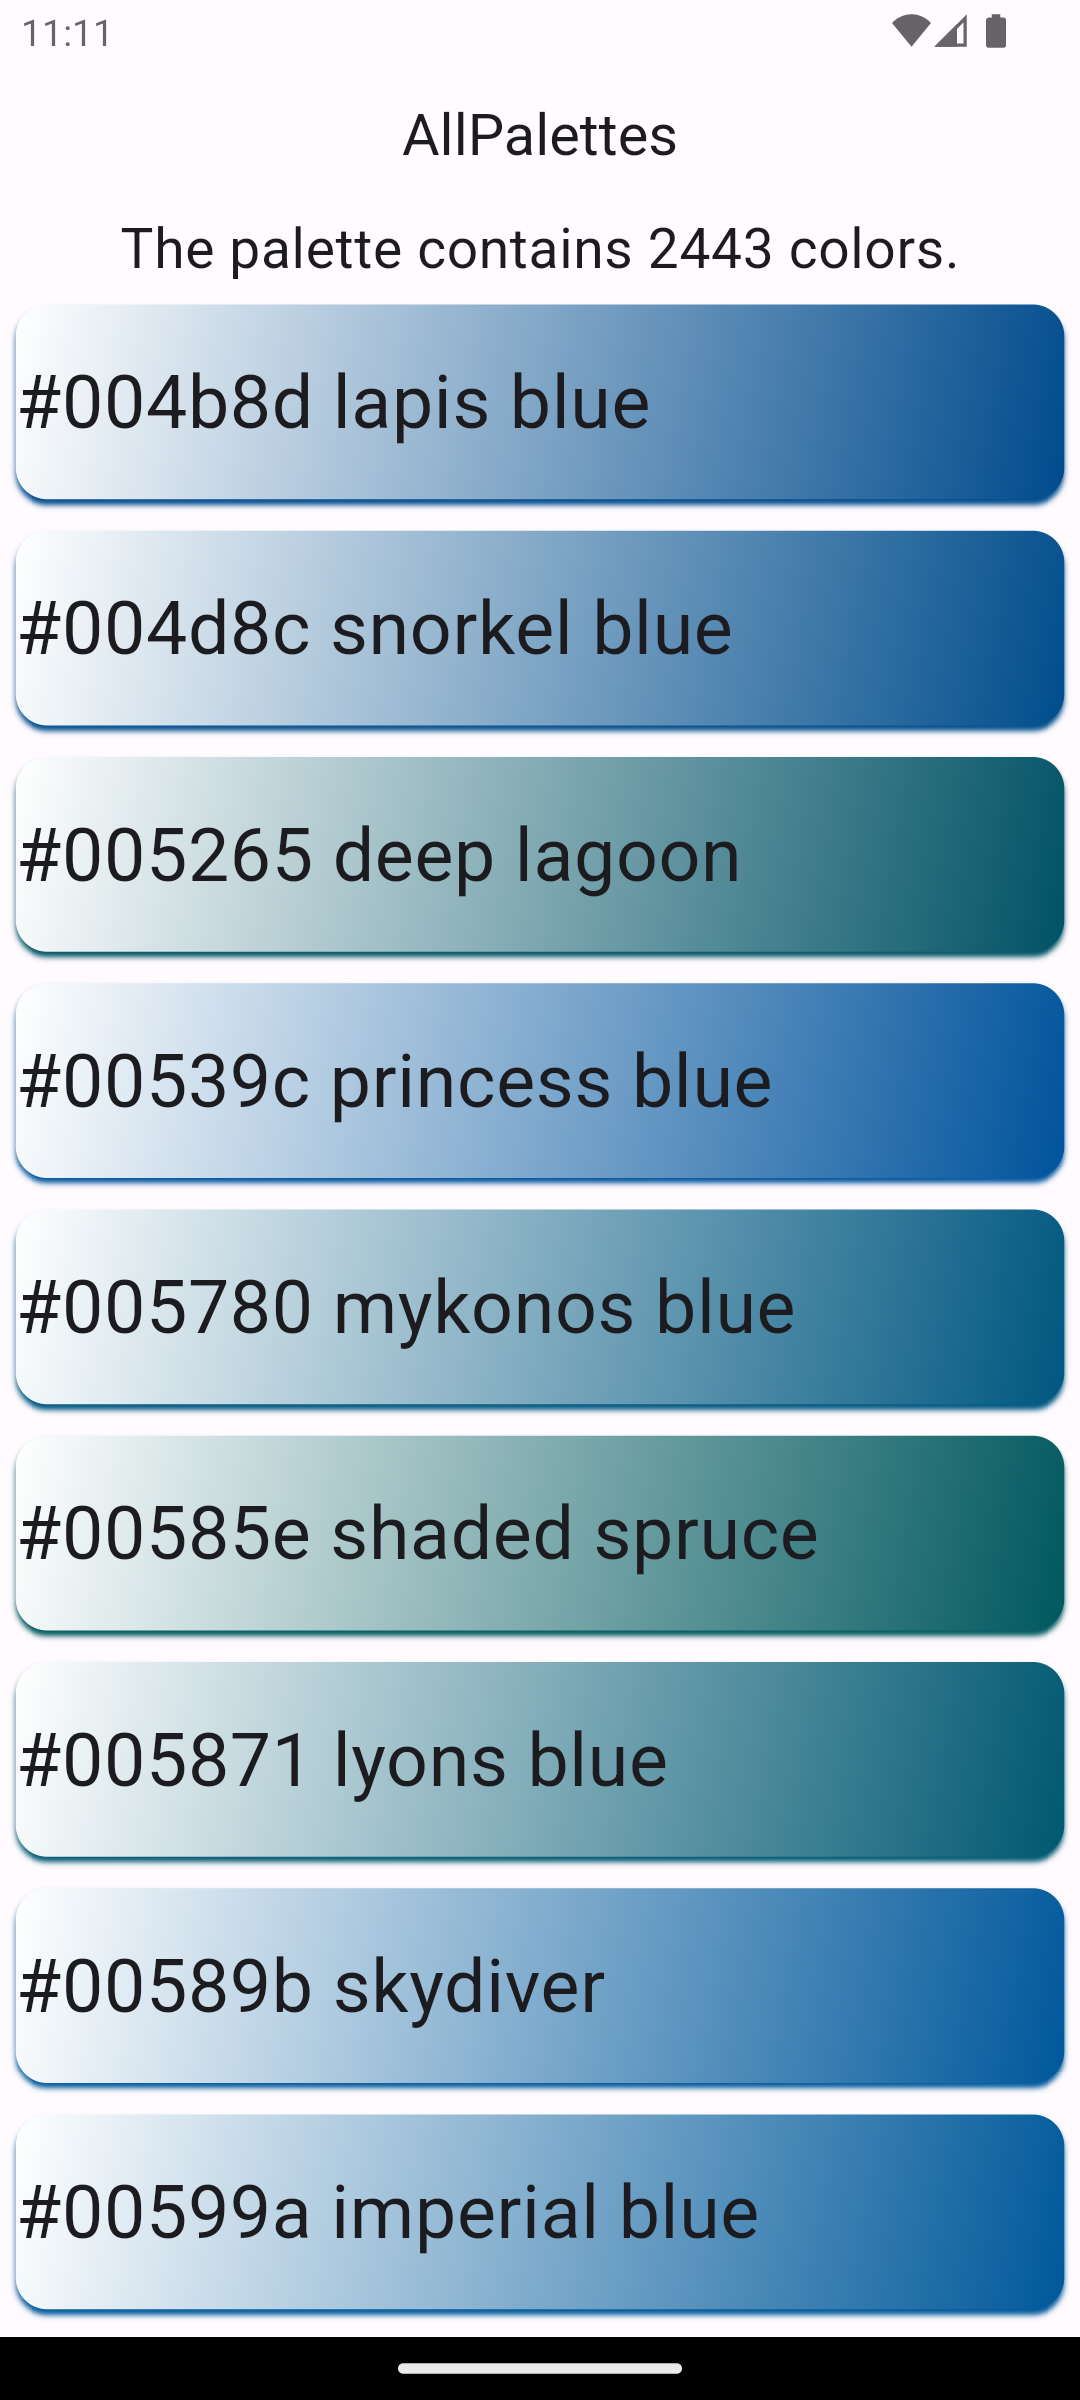 11:11
AllPalettes
The palette contains 2443 colors.
#004b8d lapis blue
#004d8c snorkel blue
#005265 deep lagoon
#00539c princess blue
#005780 mykonos blue
#00585e shaded spruce
#005871 lyons blue
#00589b skydiver
#00599a imperial blue